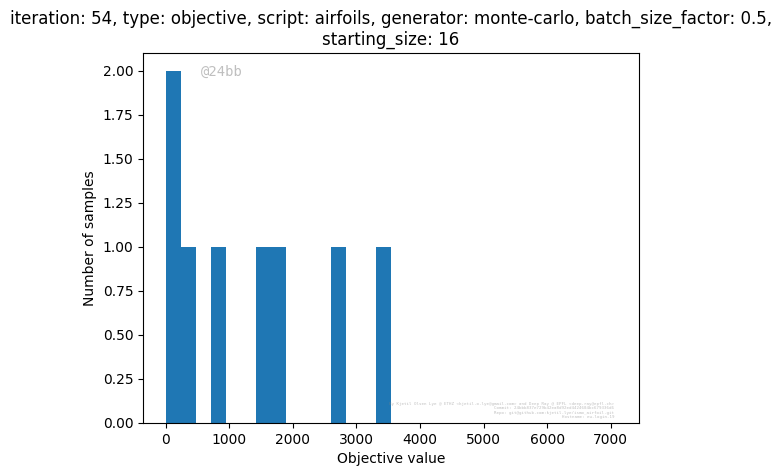 iteration: 54, type: objective, script: airfoils, generator: monte-carlo, batch_size_factor: 0.5,
starting_size: 16
@24bb
2.00
1.75
1.50
1.25
1.00
0.75
0.50
0.25
0.00
Number of samples
0 1000 2000 3000 4000 5000 6000 7000
Objective value